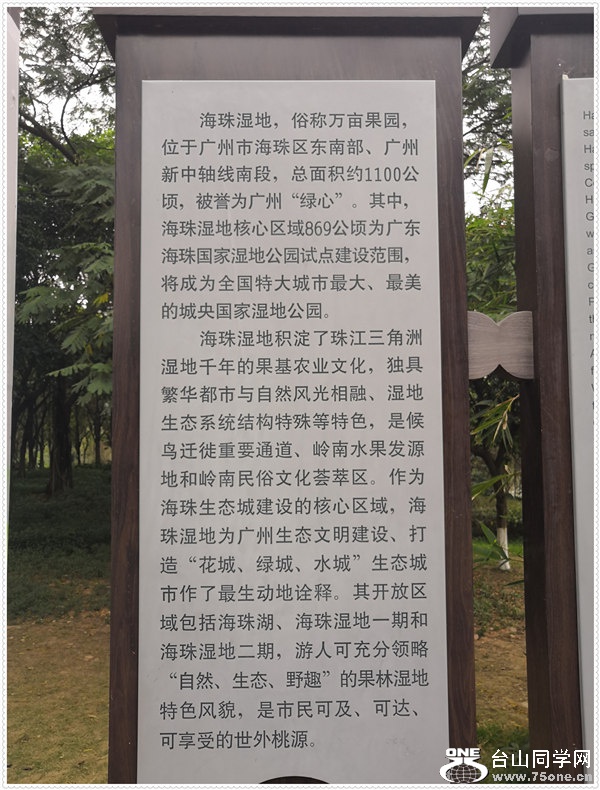 海珠湿地，俗称万亩果园，
位于广州市海珠区东南部、广州
新中轴线南段，总面积约1100公
顷，被誉为广州“绿心”。其中，
海珠湿地核心区域869公顷为广东
海珠国家湿地公园试点建设范围，
将成为全国特大城市最大、最美
的城央国家湿地公园。
海珠湿地积淀了珠江三角洲
湿地千年的果基农业文化，独具
繁华都市与自然风光相融、湿地
生态系统结构特殊等特色，是候
鸟迁徙重要通道、岭南水果发源
地和岭南民俗文化荟萃区。作为
海珠生态城建设的核心区域，海
珠湿地为广州生态文明建设、打
造“花城、绿城、水城”生态城
市作了最生动地诠释。其开放区
域包括海珠湖、海珠湿地一期和
海珠湿地二期，游人可充分领略
“自然、生态、野趣”的果林湿地
特色风貌，是市民可及、可达、
可享受的世外桃源。
ONE 台山同学网
www.75one.cn